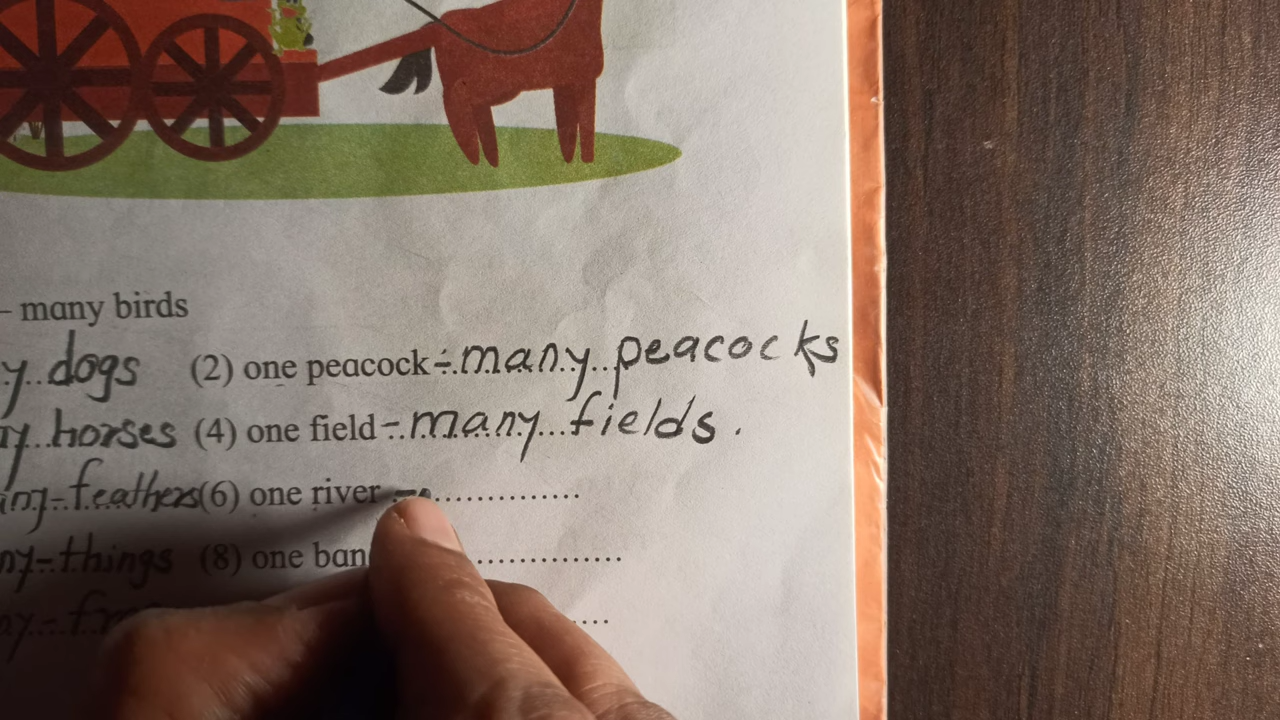 – many birds
y dogs (2) one peacock – many peacocks
y horses (4) one field – many fields.
feathers (6) one river
things (8) one